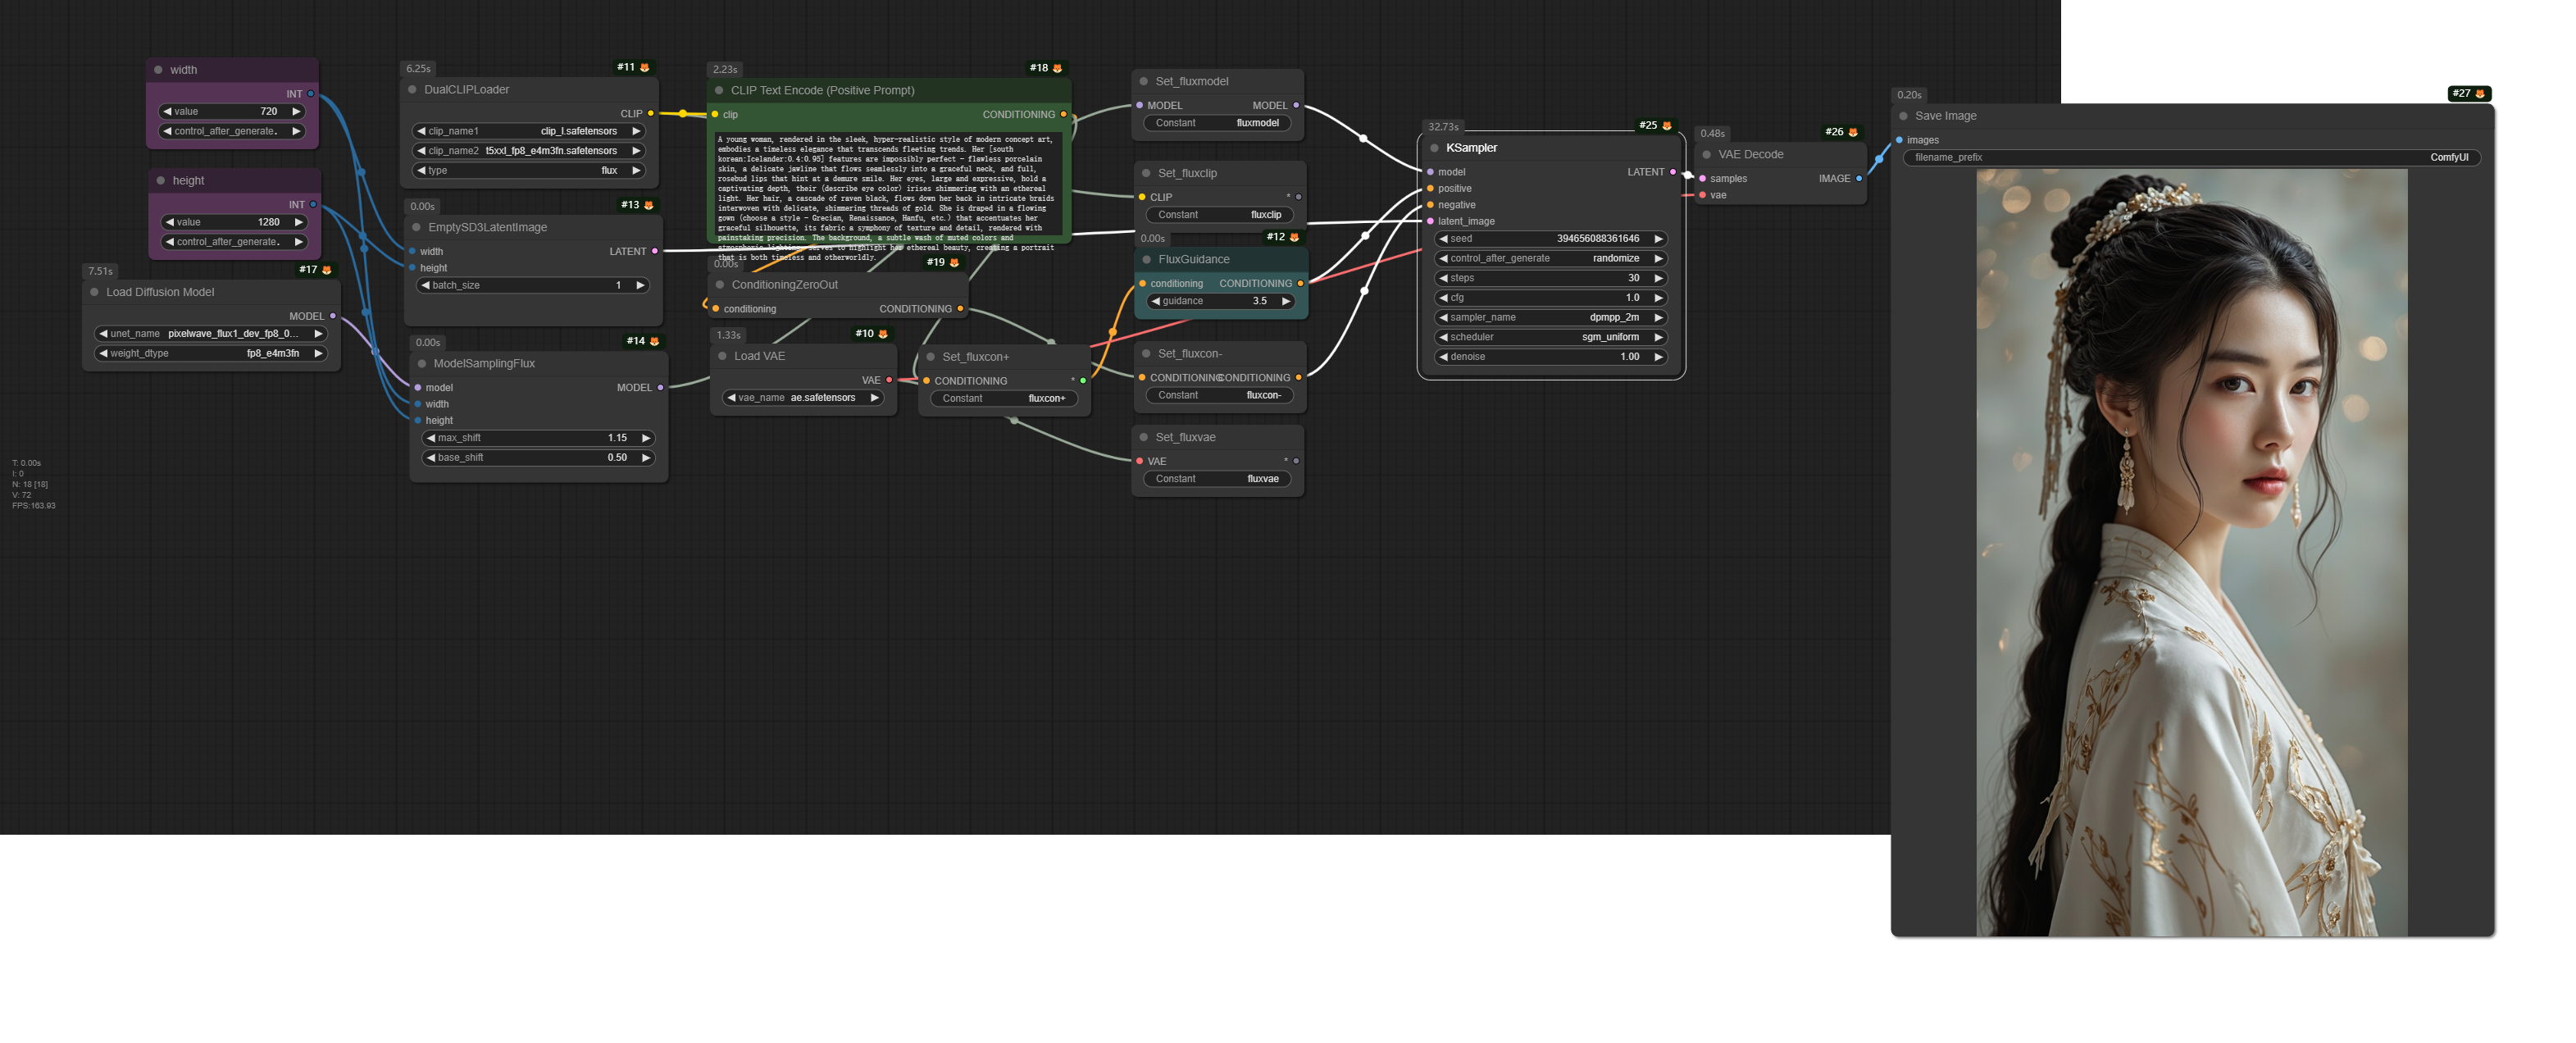 width
INT
value 720
control_after_generate.
height
INT
value 1280
control_after_generate.
7.51s
#17
Load Diffusion Model
MODEL
unet_name pixelwave_flux1_dev_fp8_0...
weight_dtype fp8_e4m3fn
T: 0.00s
I: 0
N: 18 [18]
V: 72
FPS:163.93
6.25s
#11
DualCLIPLoader
CLIP
clip_name1 clip_l.safetensors
clip_name2 t5xxl_fp8_e4m3fn.safetensors
type flux
0.00s
#13
EmptySD3LatentImage
width LATENT
height
batch_size 1
0.00s
#14
ModelSamplingFlux
model MODEL
width
height
max_shift 1.15
base_shift 0.50
2.23s
#18
CLIP Text Encode (Positive Prompt)
clip CONDITIONING
A young woman, rendered in the sleek, hyper-realistic style of modern concept art,
embodies a timeless elegance that transcends fleeting trends. Her [south
korean:Icelander:0.4:0.95] features are impossibly perfect - flawless porcelain
skin, a delicate jawline that flows seamlessly into a graceful neck, and full,
rosebud lips that hint at a demure smile. Her eyes, large and expressive, hold a
captivating depth, their (describe eye color) irises shimmering with an ethereal
light. Her hair, a cascade of raven black, flows down her back in intricate braids
interwoven with delicate, shimmering threads of gold. She is draped in a flowing
gown (choose a style - Grecian, Renaissance, Hanfu, etc.) that accentuates her
graceful silhouette, its fabric a symphony of texture and detail, rendered with
painstaking precision. The background, a subtle wash of muted colors and
atmospheric lighting, serves to highlight her ethereal beauty, creating a portrait
that is both timeless and otherworldly.
0.00s
#19
ConditioningZeroOut
conditioning CONDITIONING
1.33s
#10
Load VAE
VAE
vae_name ae.safetensors
Set_fluxcon+
CONDITIONING *
Constant fluxcon+
Set_fluxmodel
MODEL MODEL
Constant fluxmodel
Set_fluxclip
CLIP *
Constant fluxclip
0.00s
#12
FluxGuidance
conditioning CONDITIONING
guidance 3.5
Set_fluxcon-
CONDITIONING CONDITIONING
Constant fluxcon-
Set_fluxvae
VAE *
Constant fluxvae
32.73s
#25
KSampler
model LATENT
positive
negative
latent_image
seed 394656088361646
control_after_generate randomize
steps 30
cfg 1.0
sampler_name dpmpp_2m
scheduler sgm_uniform
denoise 1.00
0.48s
#26
VAE Decode
samples IMAGE
vae
0.20s
#27
Save Image
images
filename_prefix ComfyUI